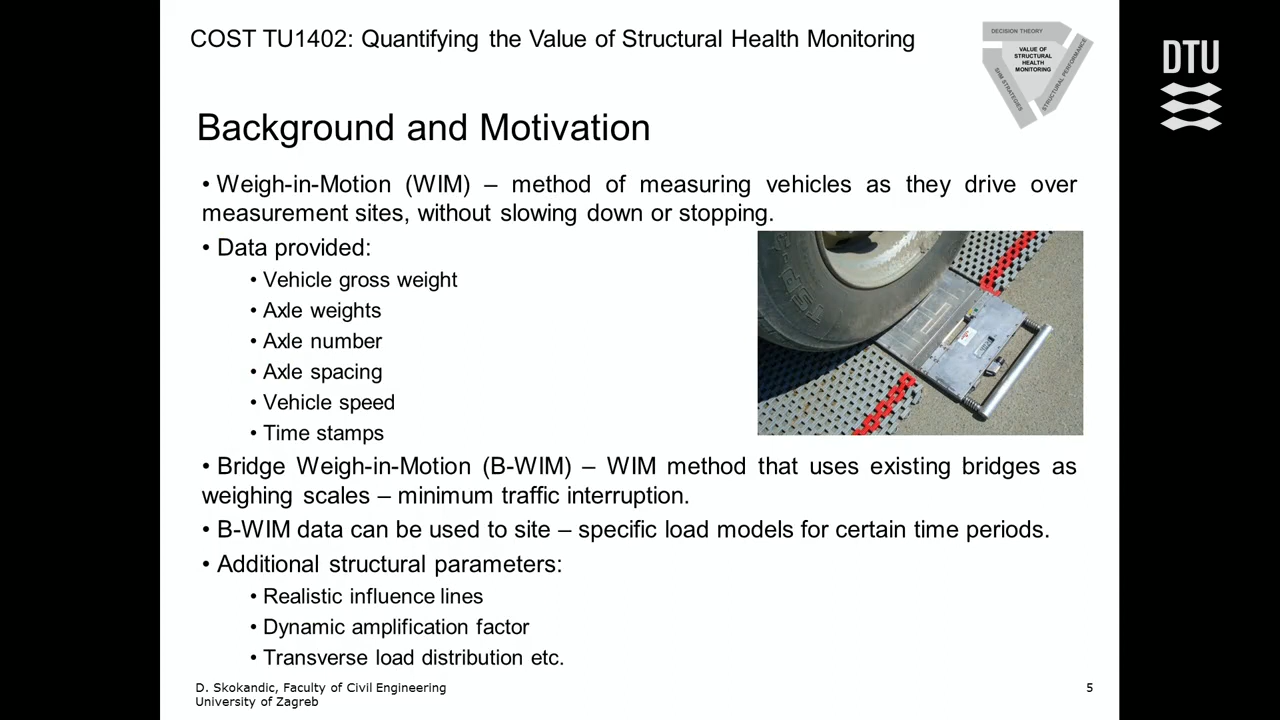 COST TU1402: Quantifying the Value of Structural Health Monitoring
DECISION THEORY
VALUE OF
STRUCTURAL
HEALTH
MONITORING
SHM STRATEGIES
STRUCTURAL PERFORMANCE
DTU
Background and Motivation
• Weigh-in-Motion (WIM) – method of measuring vehicles as they drive over
measurement sites, without slowing down or stopping.
• Data provided:
• Vehicle gross weight
• Axle weights
• Axle number
• Axle spacing
• Vehicle speed
• Time stamps
• Bridge Weigh-in-Motion (B-WIM) – WIM method that uses existing bridges as
weighing scales – minimum traffic interruption.
• B-WIM data can be used to site – specific load models for certain time periods.
• Additional structural parameters:
• Realistic influence lines
• Dynamic amplification factor
• Transverse load distribution etc.
D. Skokandic, Faculty of Civil Engineering
University of Zagreb
5